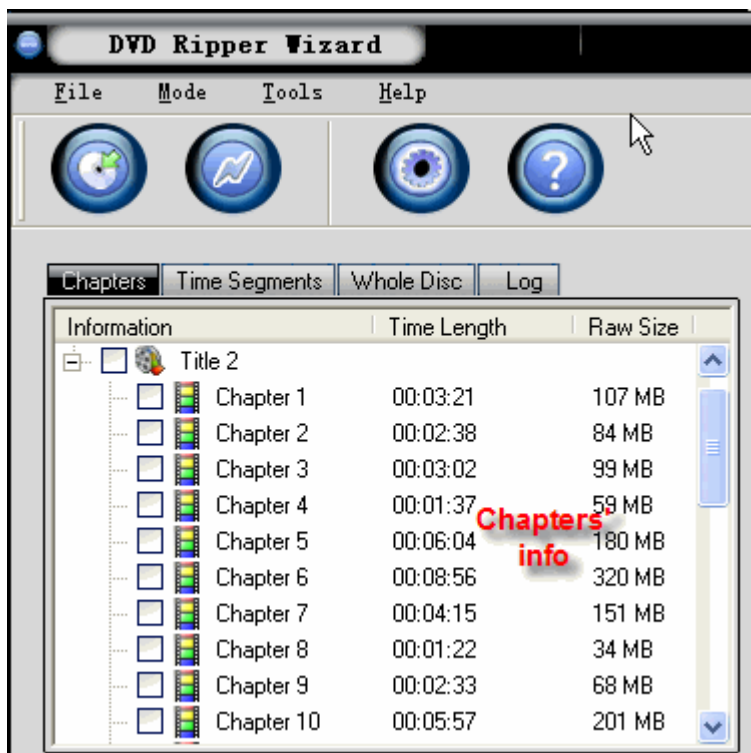 DVD Ripper Wizard
File Mode Tools Help
?
Chapters Time Segments Whole Disc Log
Information Time Length Raw Size
Title 2
Chapter 1 00:03:21 107 MB
Chapter 2 00:02:38 84 MB
Chapter 3 00:03:02 99 MB
Chapter 4 00:01:37 59 MB
Chapters'
Chapter 5 00:06:04 180 MB
info
Chapter 6 00:08:56 320 MB
Chapter 7 00:04:15 151 MB
Chapter 8 00:01:22 34 MB
Chapter 9 00:02:33 68 MB
Chapter 10 00:05:57 201 MB